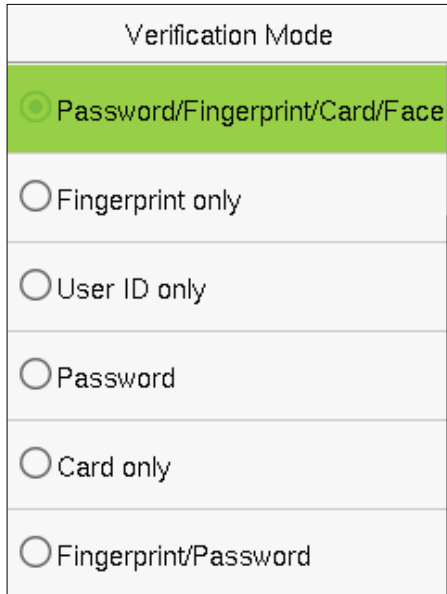 Verification Mode
Password/Fingerprint/Card/Face
Fingerprint only
User ID only
Password
Card only
Fingerprint/Password